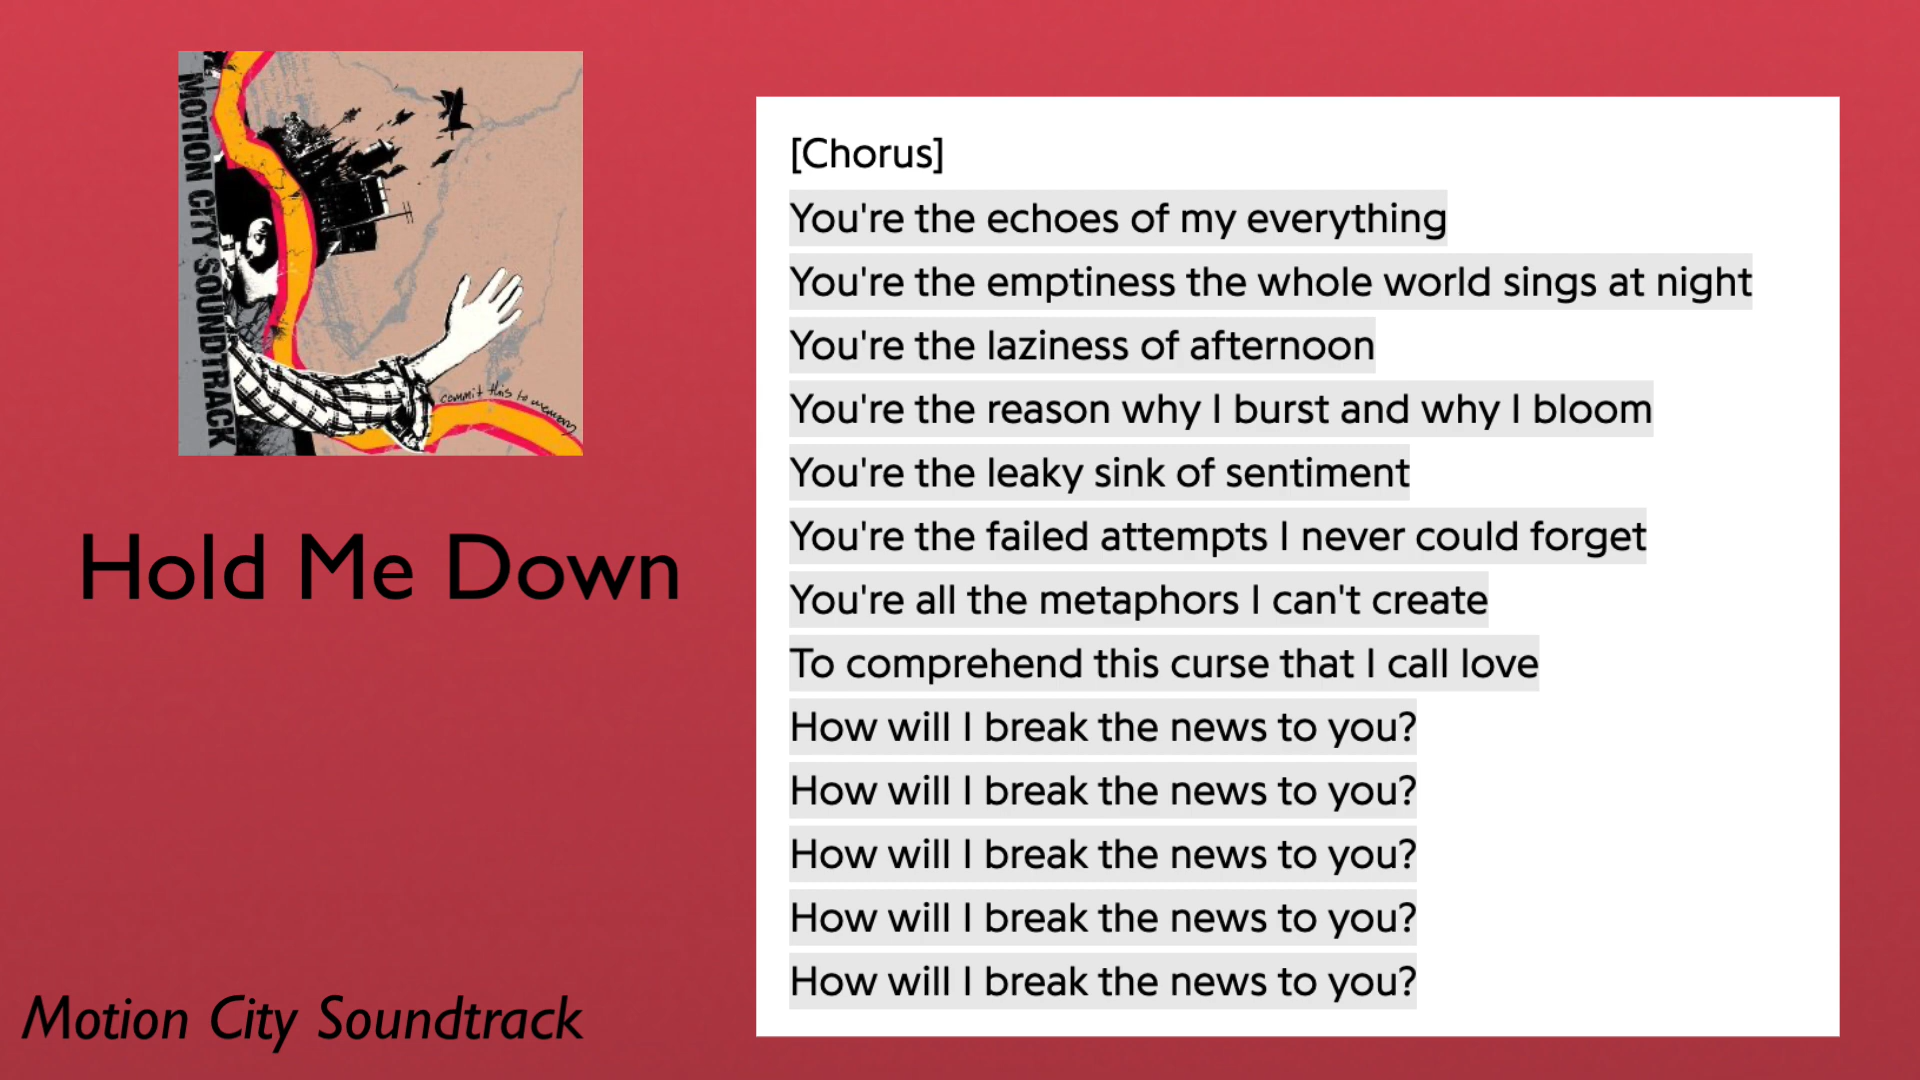 MOTION CITY SOUNDTRACK
commit this to memory
Hold Me Down
Motion City Soundtrack
[Chorus]
You're the echoes of my everything
You're the emptiness the whole world sings at night
You're the laziness of afternoon
You're the reason why I burst and why I bloom
You're the leaky sink of sentiment
You're the failed attempts I never could forget
You're all the metaphors I can't create
To comprehend this curse that I call love
How will I break the news to you?
How will I break the news to you?
How will I break the news to you?
How will I break the news to you?
How will I break the news to you?